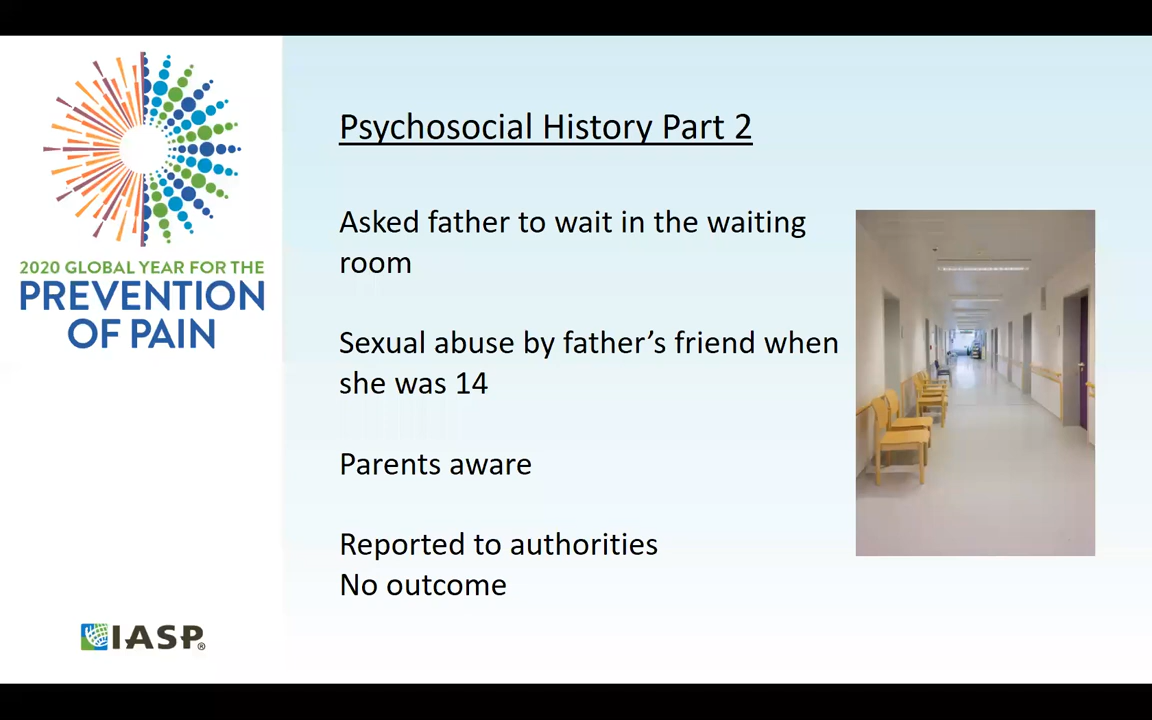 2020 GLOBAL YEAR FOR THE
PREVENTION
OF PAIN
Psychosocial History Part 2
Asked father to wait in the waiting
room
Sexual abuse by father’s friend when
she was 14
Parents aware
Reported to authorities
No outcome
IASP®